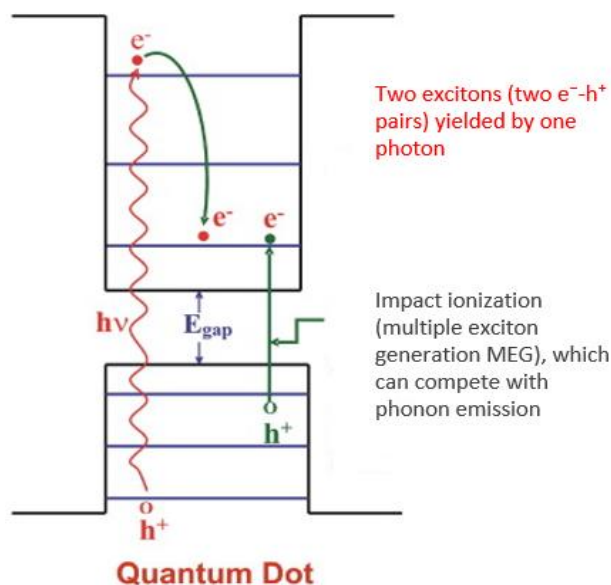 e⁻
Two excitons (two e⁻-h⁺
pairs) yielded by one
photon
e⁻
e⁻
hν
E_gap
Impact ionization
(multiple exciton
generation MEG), which
can compete with
phonon emission
h⁺
h⁺
Quantum Dot